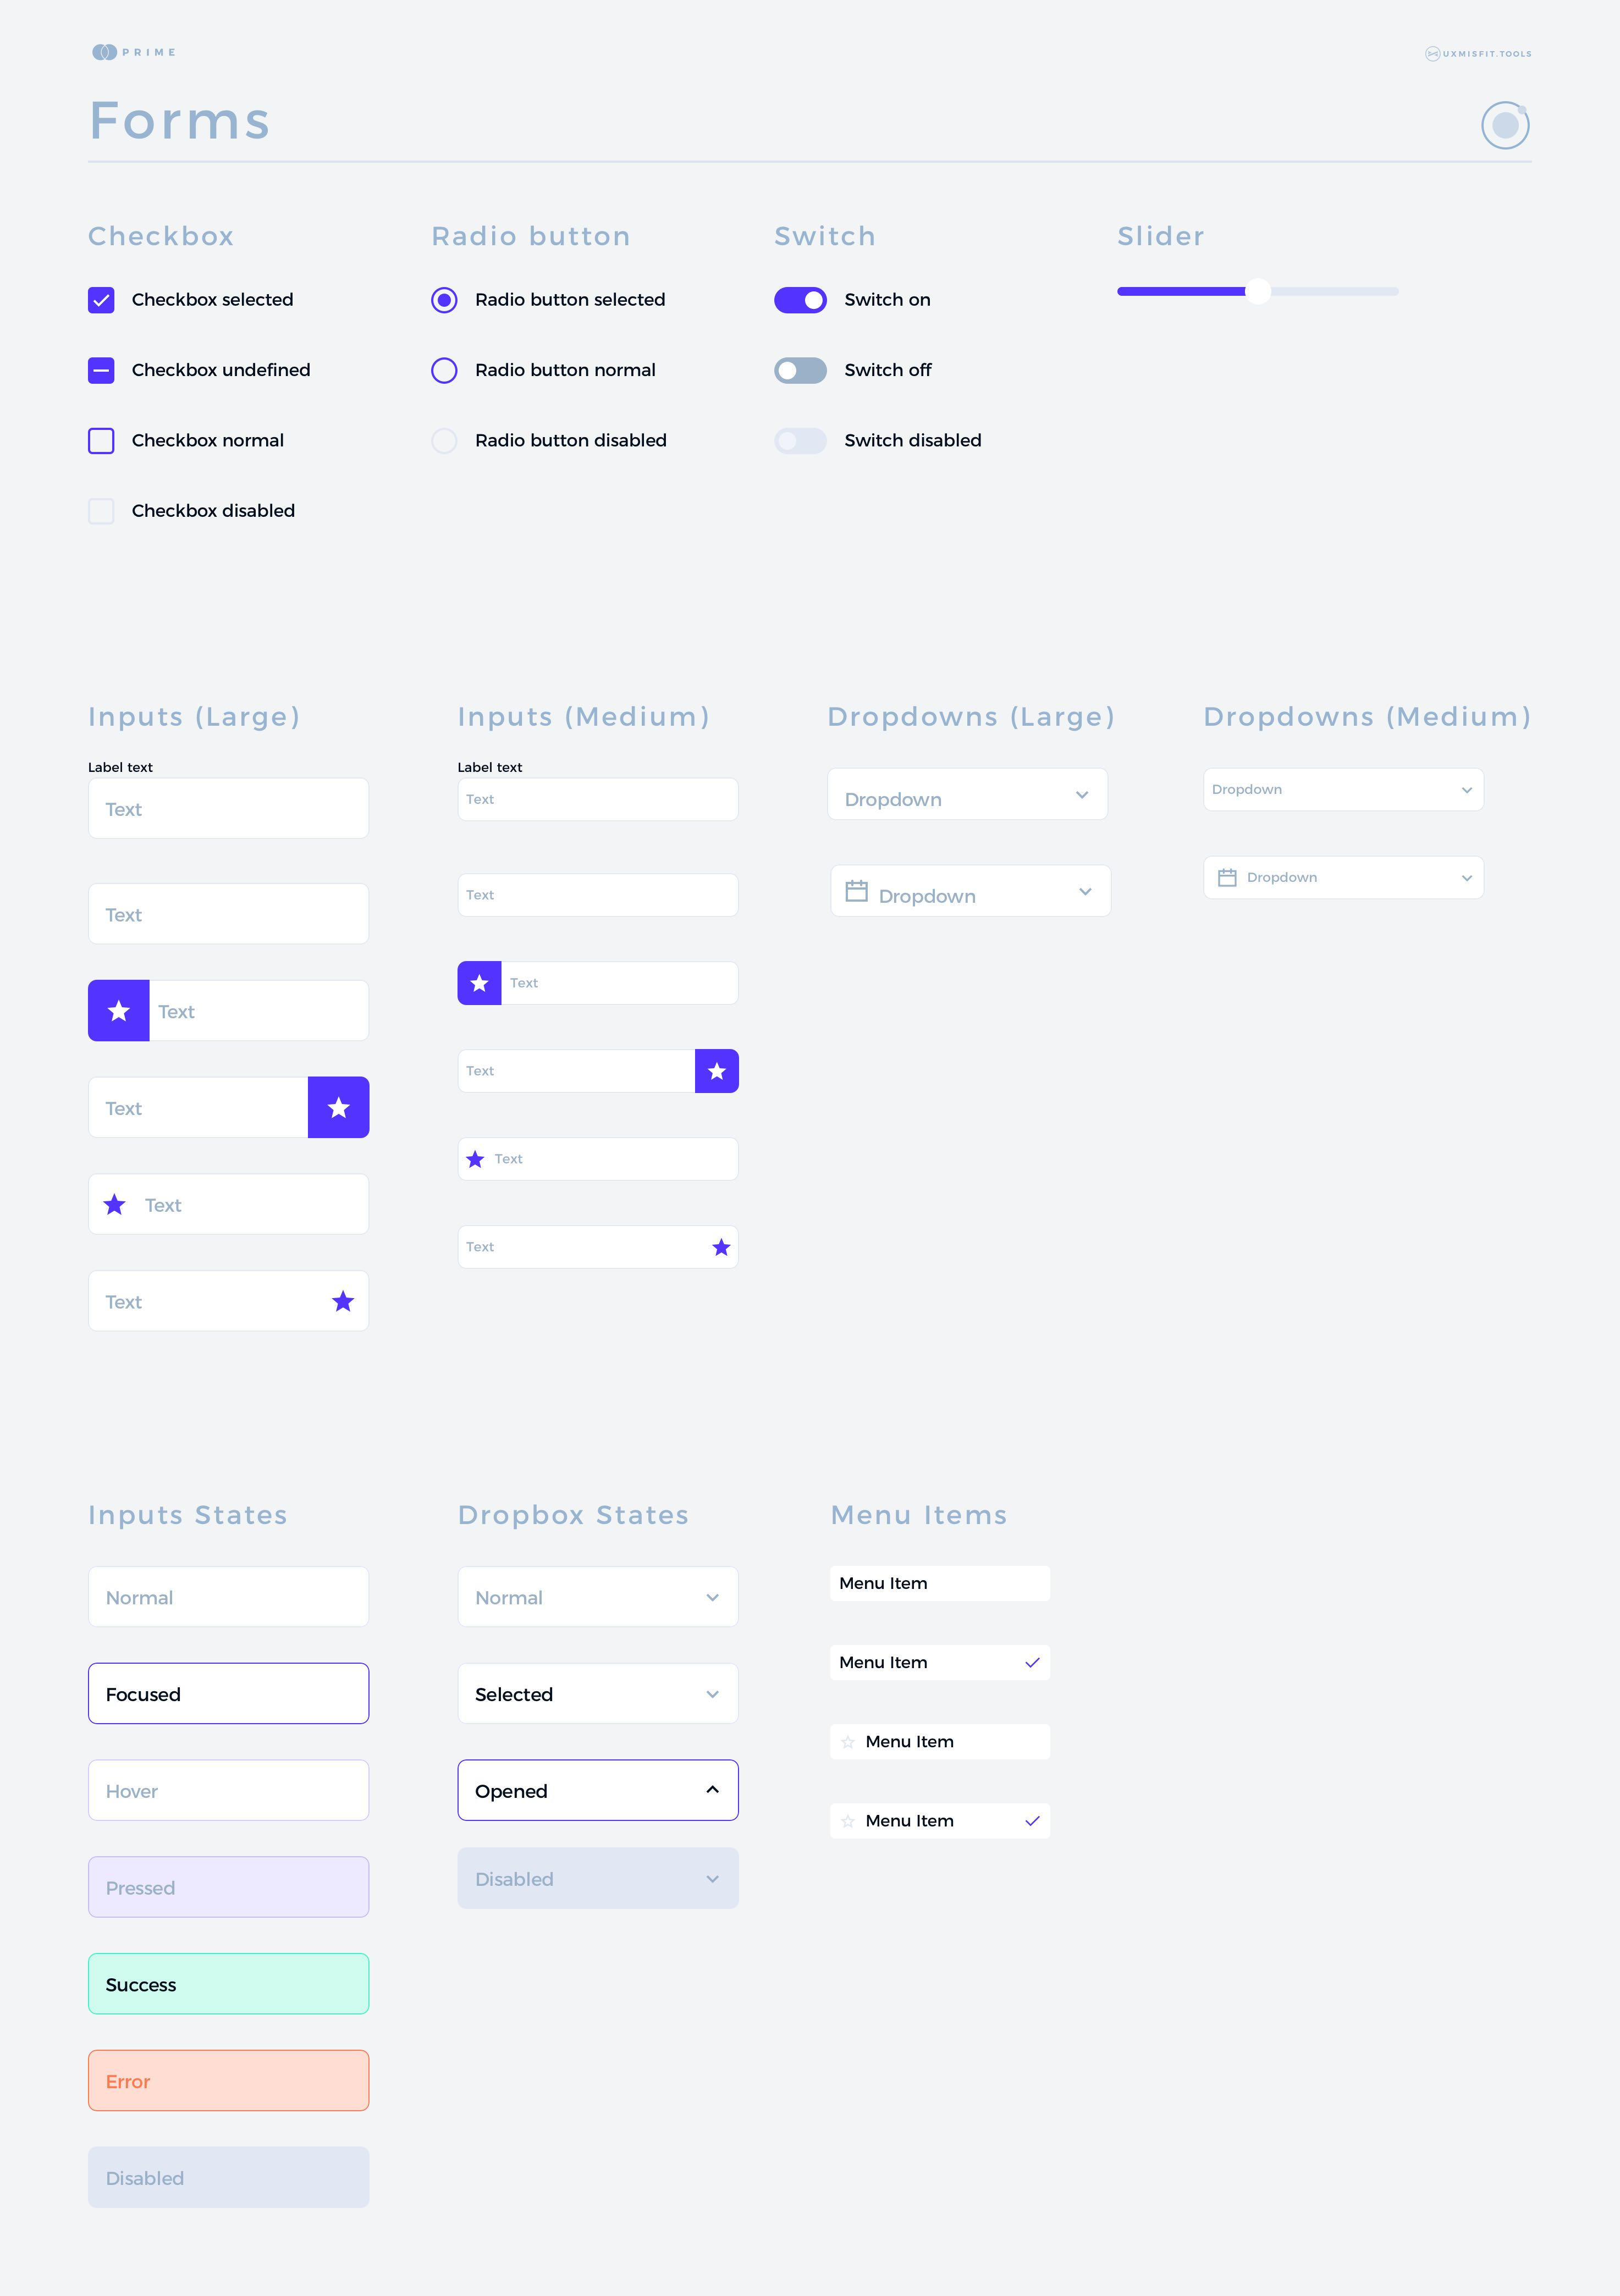 PRIME
UXMISFIT.TOOLS
Forms
Checkbox
Checkbox selected
Checkbox undefined
Checkbox normal
Checkbox disabled
Radio button
Radio button selected
Radio button normal
Radio button disabled
Switch
Switch on
Switch off
Switch disabled
Slider
Inputs (Large)
Label text
Text
Text
Text
Text
Text
Text
Inputs (Medium)
Label text
Text
Text
Text
Text
Text
Text
Dropdowns (Large)
Dropdown
Dropdown
Dropdowns (Medium)
Dropdown
Dropdown
Inputs States
Normal
Focused
Hover
Pressed
Success
Error
Disabled
Dropbox States
Normal
Selected
Opened
Disabled
Menu Items
Menu Item
Menu Item
Menu Item
Menu Item